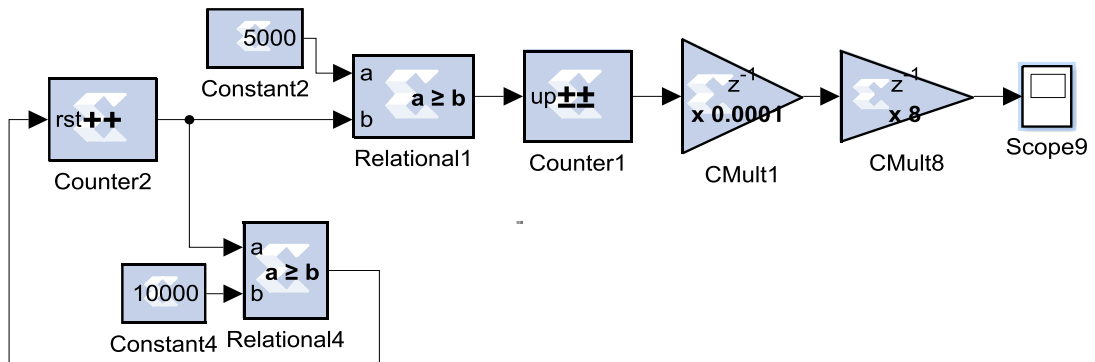 5000
Constant2
rst++
Counter2
a
b
a ≥ b
Relational1
up±±
Counter1
z-1
x 0.0001
CMult1
z-1
x 8
CMult8
Scope9
10000
Constant4
a
b
a ≥ b
Relational4